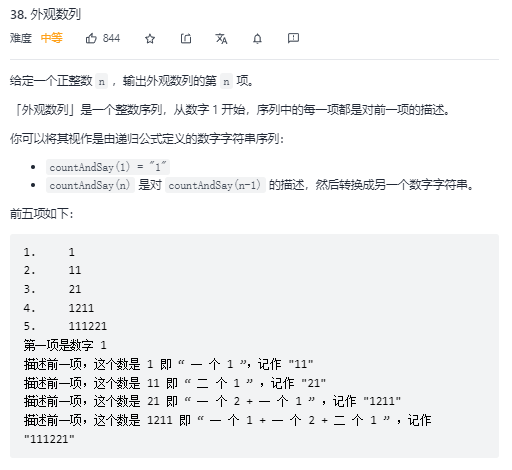 38. 外观数列
难度 中等 844
给定一个正整数 n ，输出外观数列的第 n 项。
「外观数列」是一个整数序列，从数字 1 开始，序列中的每一项都是对前一项的描述。
你可以将其视作是由递归公式定义的数字字符串序列：
• countAndSay(1) = "1"
• countAndSay(n) 是对 countAndSay(n-1) 的描述，然后转换成另一个数字字符串。
前五项如下：
1. 1
2. 11
3. 21
4. 1211
5. 111221
第一项是数字 1
描述前一项，这个数是 1 即 “ 一 个 1 ”，记作 "11"
描述前一项，这个数是 11 即 “ 二 个 1 ” ，记作 "21"
描述前一项，这个数是 21 即 “ 一 个 2 + 一 个 1 ” ，记作 "1211"
描述前一项，这个数是 1211 即 “ 一 个 1 + 一 个 2 + 二 个 1 ” ，记作
"111221"